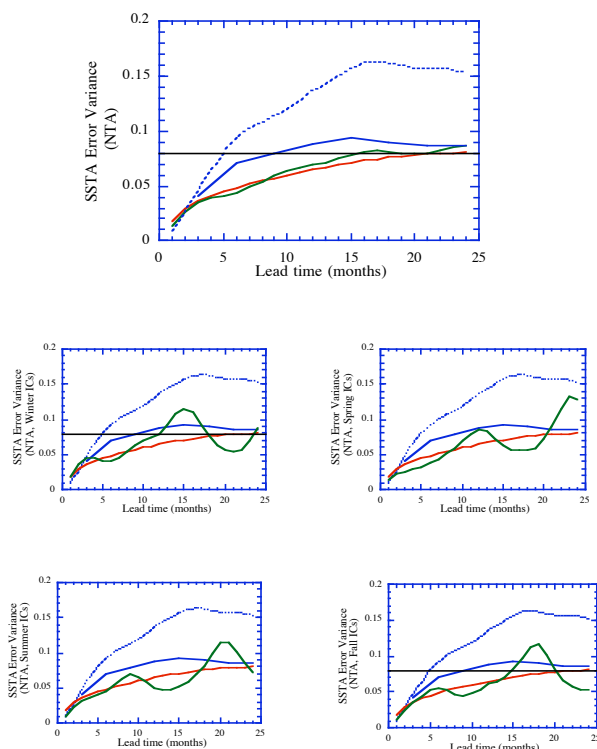 SSTA Error Variance
(NTA)
0.2
0.15
0.1
0.05
0
0 5 10 15 20 25
Lead time (months)
SSTA Error Variance
(NTA, Winter ICs)
0.2
0.15
0.1
0.05
0
0 5 10 15 20 25
Lead time (months)
SSTA Error Variance
(NTA, Spring ICs)
0.2
0.15
0.1
0.05
0
0 5 10 15 20 25
Lead time (months)
SSTA Error Variance
(NTA, Summer ICs)
0.2
0.15
0.1
0.05
0
0 5 10 15 20 25
Lead time (months)
SSTA Error Variance
(NTA, Fall ICs)
0.2
0.15
0.1
0.05
0
0 5 10 15 20 25
Lead time (months)